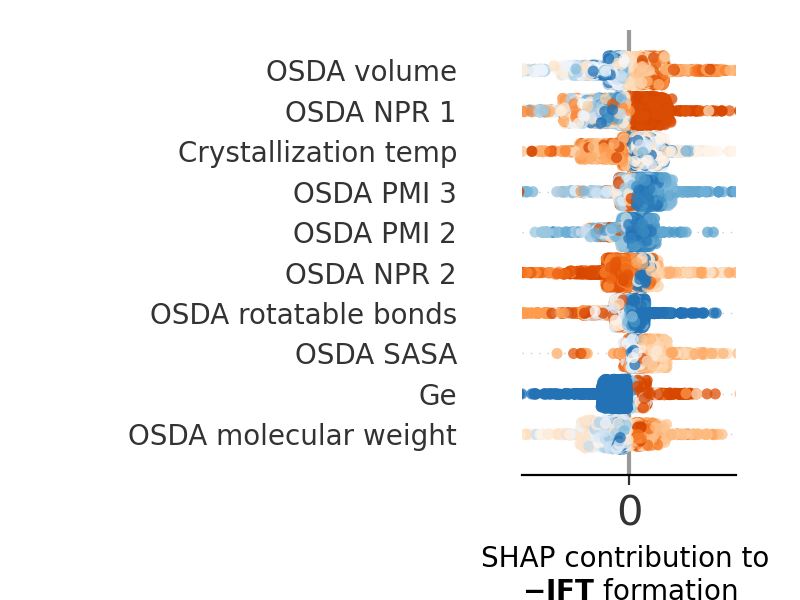 OSDA volume
OSDA NPR 1
Crystallization temp
OSDA PMI 3
OSDA PMI 2
OSDA NPR 2
OSDA rotatable bonds
OSDA SASA
Ge
OSDA molecular weight
0
SHAP contribution to
−IFT formation